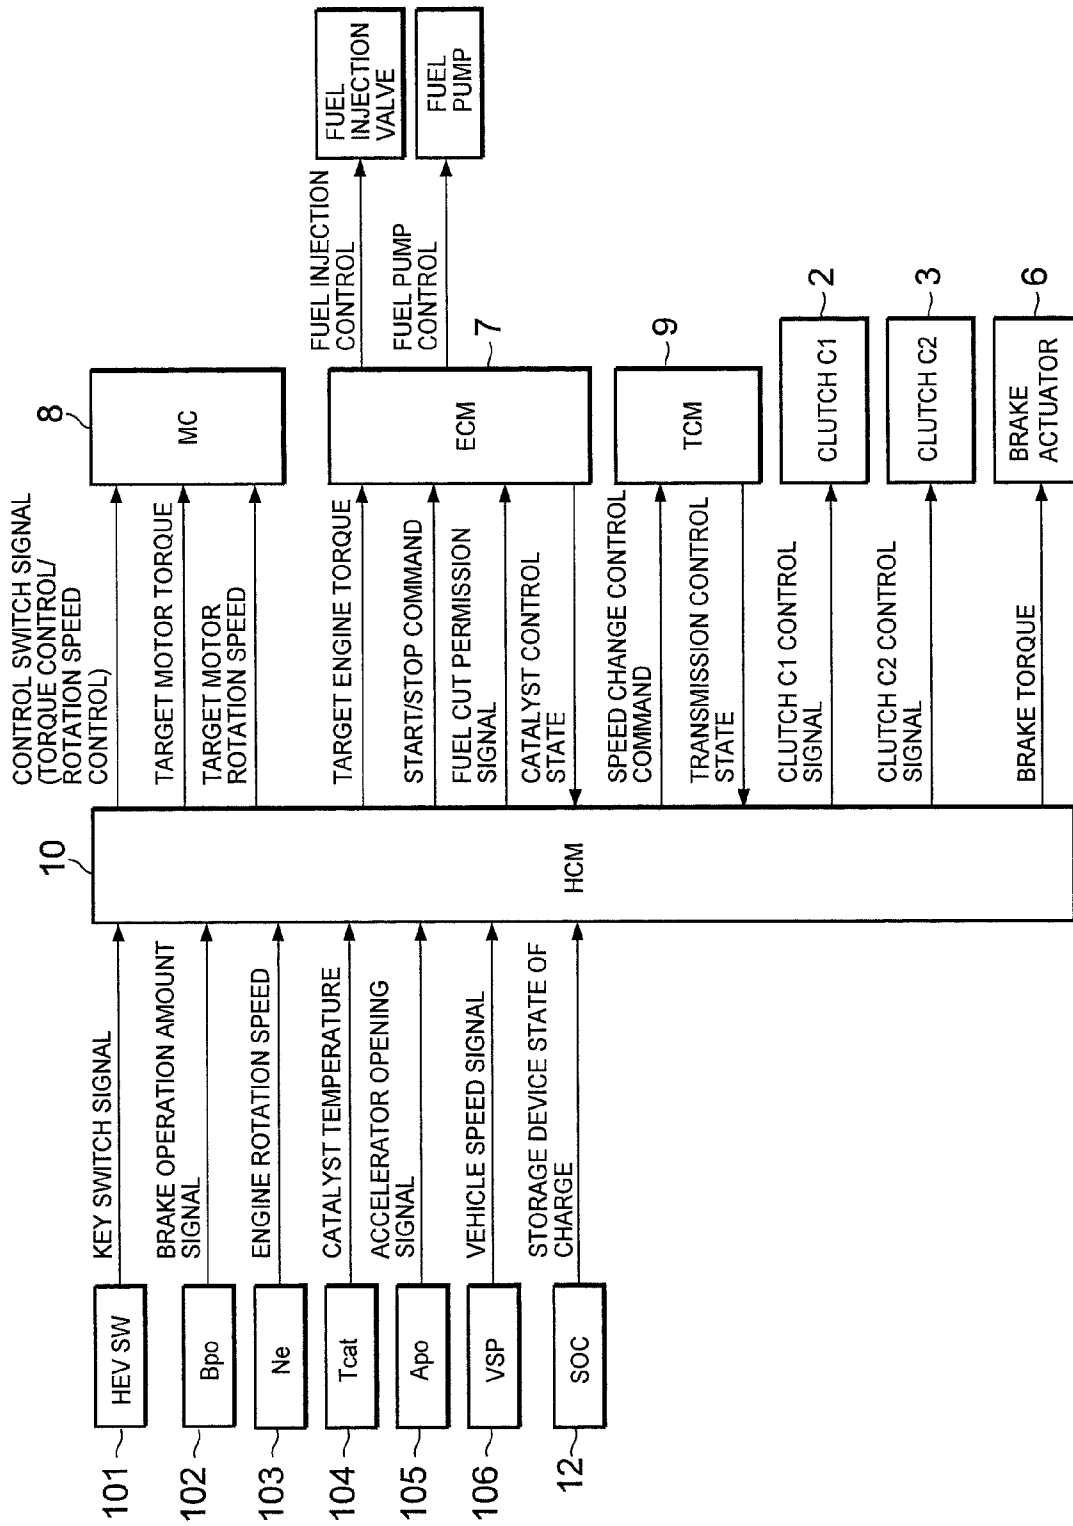 101
HEV SW
KEY SWITCH SIGNAL
102
Bpo
BRAKE OPERATION AMOUNT
SIGNAL
103
Ne
ENGINE ROTATION SPEED
104
Tcat
CATALYST TEMPERATURE
105
Apo
ACCELERATOR OPENING
SIGNAL
106
VSP
VEHICLE SPEED SIGNAL
12
SOC
STORAGE DEVICE STATE OF
CHARGE
10
HCM
CONTROL SWITCH SIGNAL
(TORQUE CONTROL/
ROTATION SPEED
CONTROL)
TARGET MOTOR TORQUE
TARGET MOTOR
ROTATION SPEED
8
MC
TARGET ENGINE TORQUE
START/STOP COMMAND
FUEL CUT PERMISSION
SIGNAL
CATALYST CONTROL
STATE
7
ECM
FUEL INJECTION
CONTROL
FUEL
INJECTION
VALVE
FUEL PUMP
CONTROL
FUEL
PUMP
SPEED CHANGE CONTROL
COMMAND
TRANSMISSION CONTROL
STATE
9
TCM
CLUTCH C1 CONTROL
SIGNAL
CLUTCH C1
2
CLUTCH C2 CONTROL
SIGNAL
CLUTCH C2
3
BRAKE TORQUE
BRAKE
ACTUATOR
6